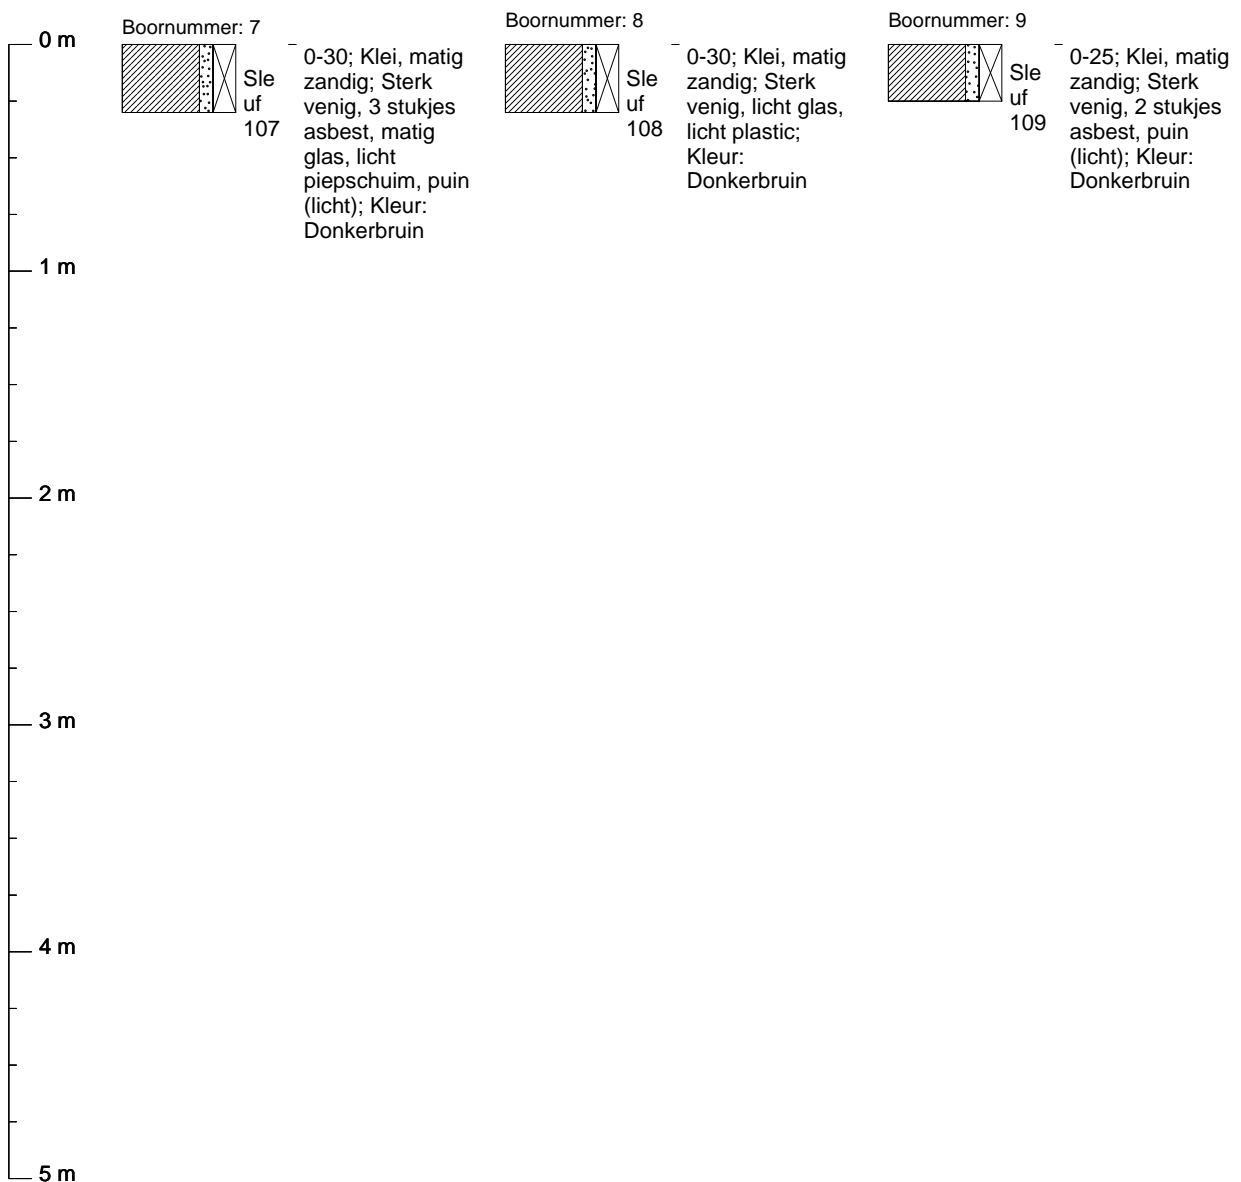 Boornummer: 7
Sle
uf
107
0-30; Klei, matig
zandig; Sterk
venig, 3 stukjes
asbest, matig
glas, licht
piepschuim, puin
(licht); Kleur:
Donkerbruin
Boornummer: 8
Sle
uf
108
0-30; Klei, matig
zandig; Sterk
venig, licht glas,
licht plastic;
Kleur:
Donkerbruin
Boornummer: 9
Sle
uf
109
0-25; Klei, matig
zandig; Sterk
venig, 2 stukjes
asbest, puin
(licht); Kleur:
Donkerbruin
0 m
1 m
2 m
3 m
4 m
5 m